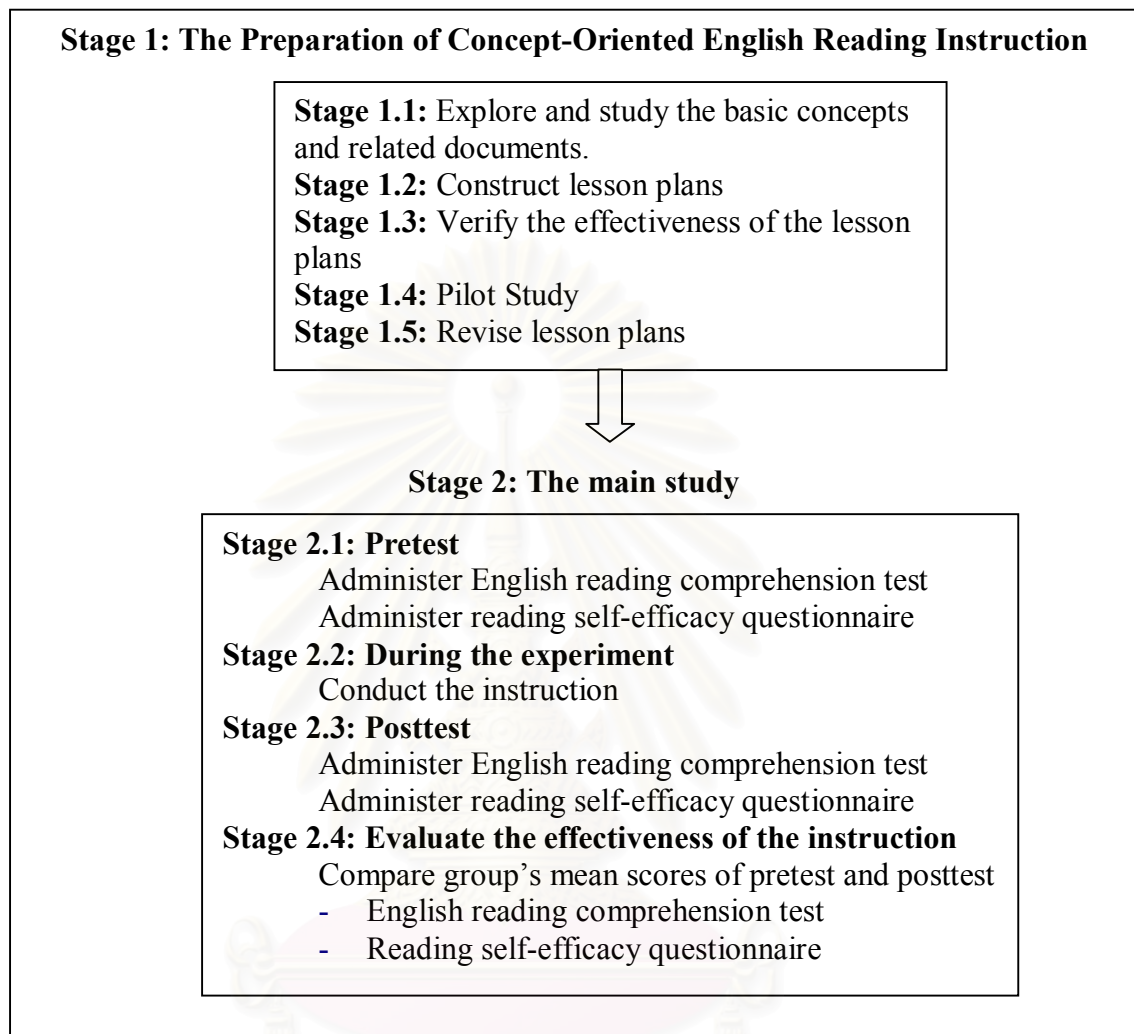 Stage 1: The Preparation of Concept-Oriented English Reading Instruction
Stage 1.1: Explore and study the basic concepts
and related documents.
Stage 1.2: Construct lesson plans
Stage 1.3: Verify the effectiveness of the lesson
plans
Stage 1.4: Pilot Study
Stage 1.5: Revise lesson plans
Stage 2: The main study
Stage 2.1: Pretest
Administer English reading comprehension test
Administer reading self-efficacy questionnaire
Stage 2.2: During the experiment
Conduct the instruction
Stage 2.3: Posttest
Administer English reading comprehension test
Administer reading self-efficacy questionnaire
Stage 2.4: Evaluate the effectiveness of the instruction
Compare group’s mean scores of pretest and posttest
- English reading comprehension test
- Reading self-efficacy questionnaire